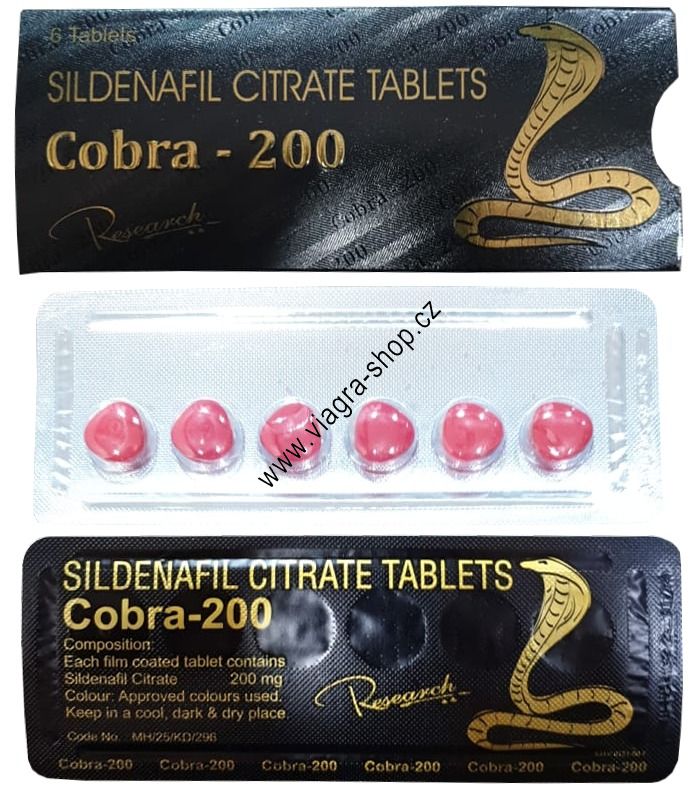 6 Tablets
SILDENAFIL CITRATE TABLETS
Cobra - 200
Research
www.viagra-shop.cz
SILDENAFIL CITRATE TABLETS
Cobra-200
Composition:
Each film coated tablet contains
Sildenafil Citrate 200 mg
Colour: Approved colours used.
Keep in a cool, dark & dry place.
Research
Code No. : MH/25/KD/296
Cobra-200 Cobra-200 Cobra-200 Cobra-200 Cobra-200 Cobra-200